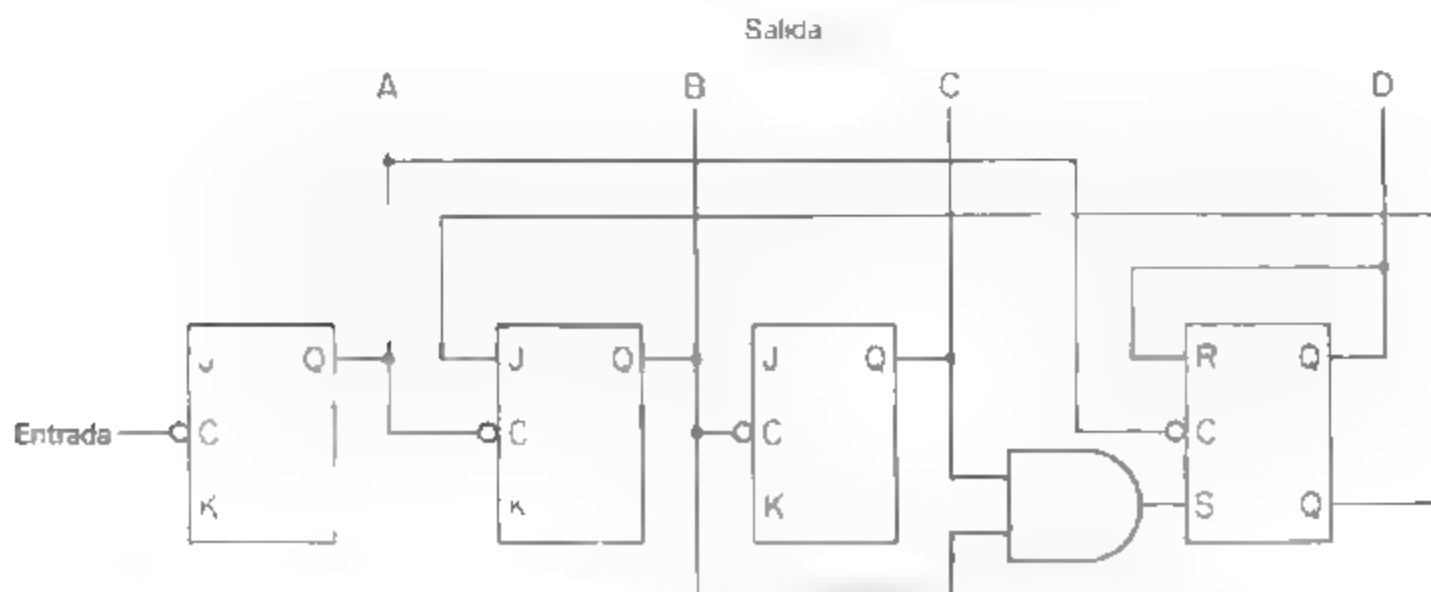 Salida
A B C D
J Q J Q J Q R Q
Entrada C C C C
K K K S Q